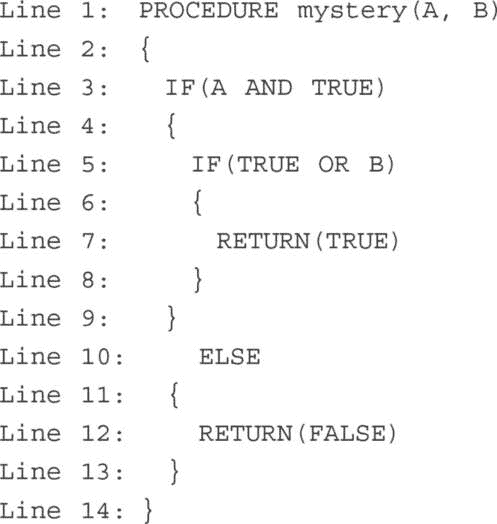 Line 1: PROCEDURE mystery(A, B)
Line 2: {
Line 3: IF(A AND TRUE)
Line 4: {
Line 5: IF(TRUE OR B)
Line 6: {
Line 7: RETURN(TRUE)
Line 8: }
Line 9: }
Line 10: ELSE
Line 11: {
Line 12: RETURN(FALSE)
Line 13: }
Line 14: }